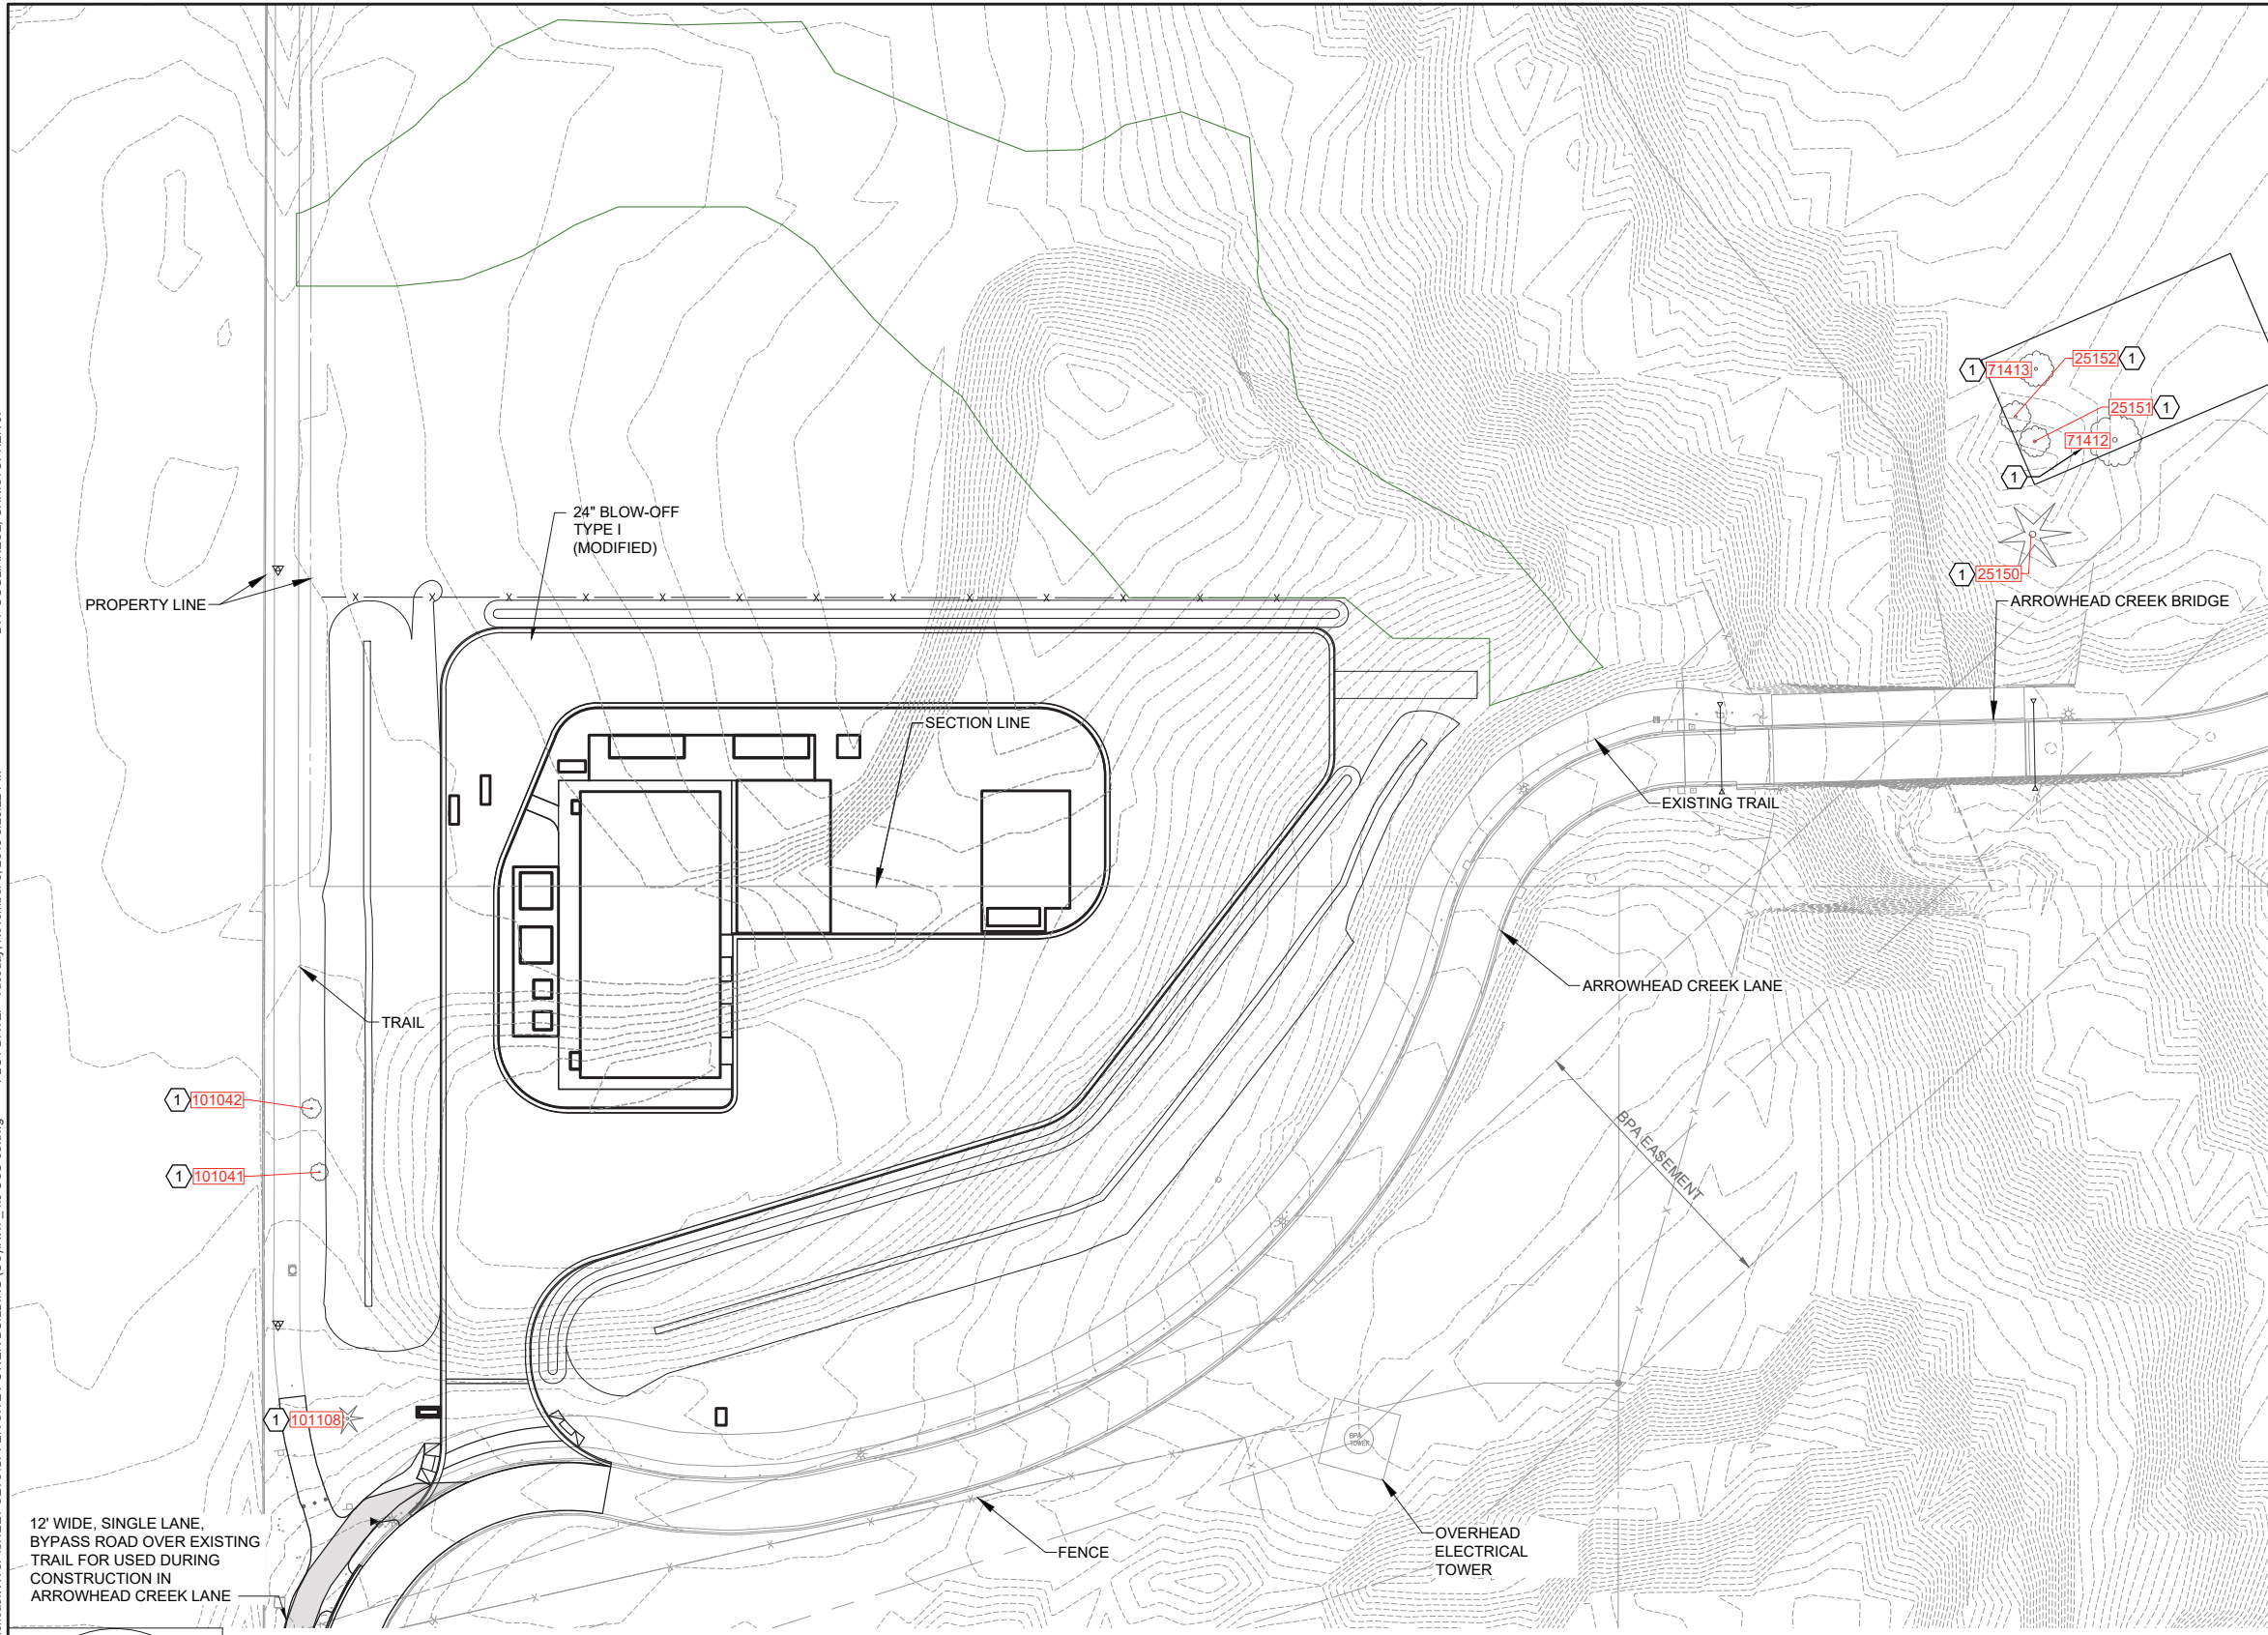 1 71413
25152 1
25151 1
71412
1
24" BLOW-OFF
TYPE I
(MODIFIED)
1 25150
PROPERTY LINE
ARROWHEAD CREEK BRIDGE
SECTION LINE
EXISTING TRAIL
ARROWHEAD CREEK LANE
TRAIL
1 101042
BPA EASEMENT
1 101041
1 101108
BPA
TOWER
12' WIDE, SINGLE LANE,
BYPASS ROAD OVER EXISTING
TRAIL FOR USED DURING
CONSTRUCTION IN
ARROWHEAD CREEK LANE
FENCE
OVERHEAD
ELECTRICAL
TOWER